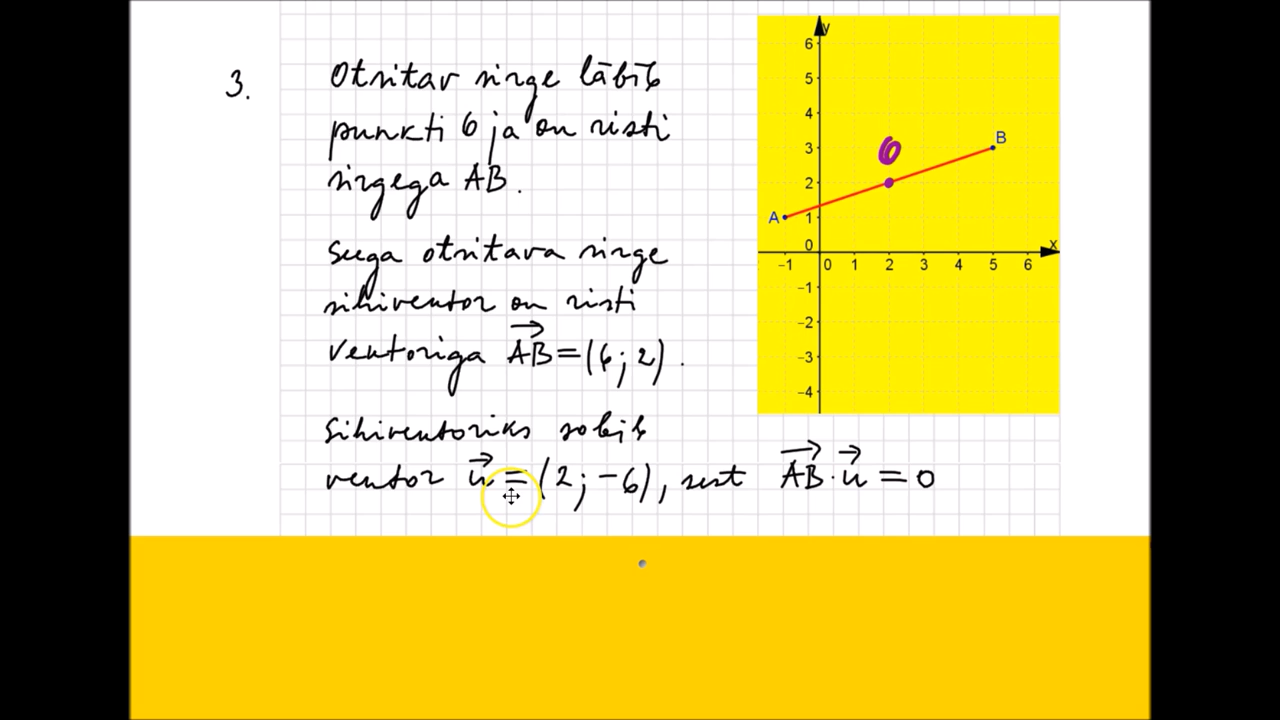 3.
Otsitav sirge läbib
punkti 6 ja on risti
sirgega AB.
Seega otsitava sirge
sihivektor on risti
vektoriga AB = (6; 2).
Sihivektoriks sobib
vektor u = (2; -6), sest AB · u = 0
y
6
5
4
3
2
1
0
-1
-2
-3
-4
6
B
A
x
-1 0 1 2 3 4 5 6